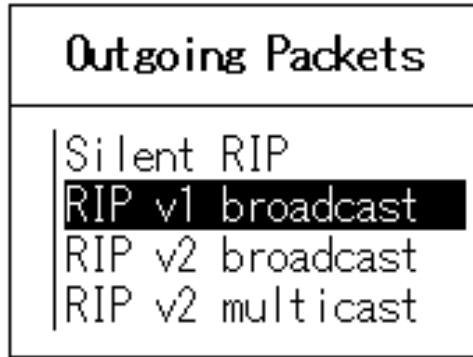 Outgoing Packets
Silent RIP
RIP v1 broadcast
RIP v2 broadcast
RIP v2 multicast